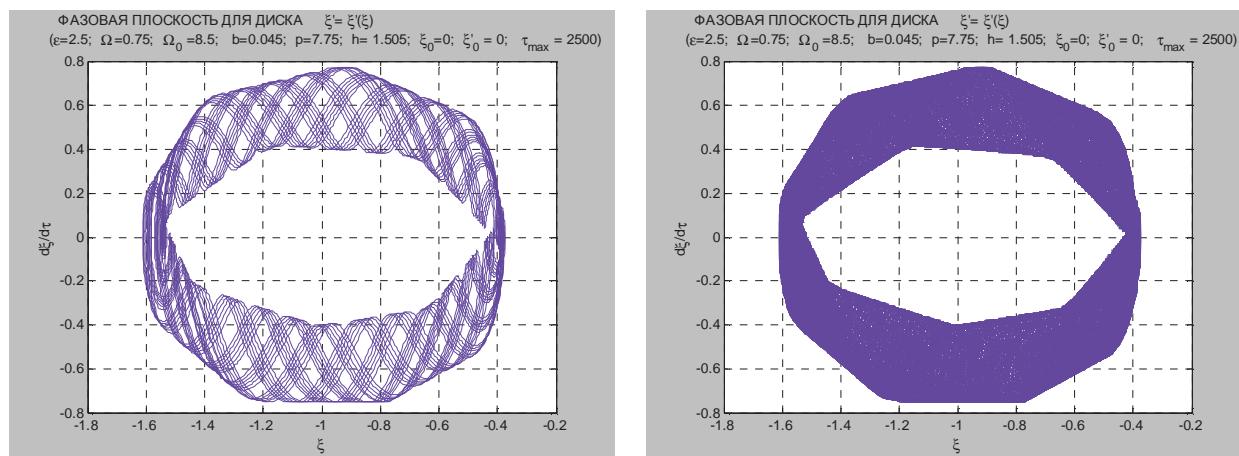 ФАЗОВАЯ ПЛОСКОСТЬ ДЛЯ ДИСКА ξ'= ξ'(ξ)
(ε=2.5; Ω=0.75; Ω₀ =8.5; b=0.045; p=7.75; h= 1.505; ξ₀=0; ξ'₀ = 0; τmax = 2500)
0.8
0.6
0.4
0.2
0
-0.2
-0.4
-0.6
-0.8
dξ/dτ
-1.8 -1.6 -1.4 -1.2 -1 -0.8 -0.6 -0.4 -0.2
ξ
ФАЗОВАЯ ПЛОСКОСТЬ ДЛЯ ДИСКА ξ'= ξ'(ξ)
(ε=2.5; Ω=0.75; Ω₀ =8.5; b=0.045; p=7.75; h= 1.505; ξ₀=0; ξ'₀ = 0; τmax = 2500)
0.8
0.6
0.4
0.2
0
-0.2
-0.4
-0.6
-0.8
dξ/dτ
-1.8 -1.6 -1.4 -1.2 -1 -0.8 -0.6 -0.4 -0.2
ξ